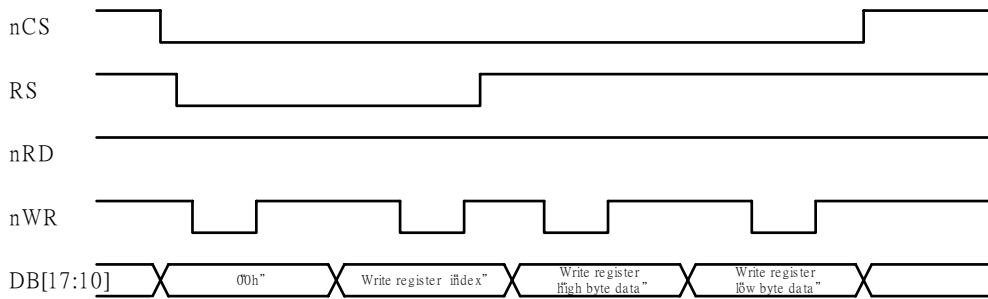 nCS
RS
nRD
nWR
DB[17:10]
"00h"
Write register "index"
Write register
"high byte data"
Write register
"low byte data"